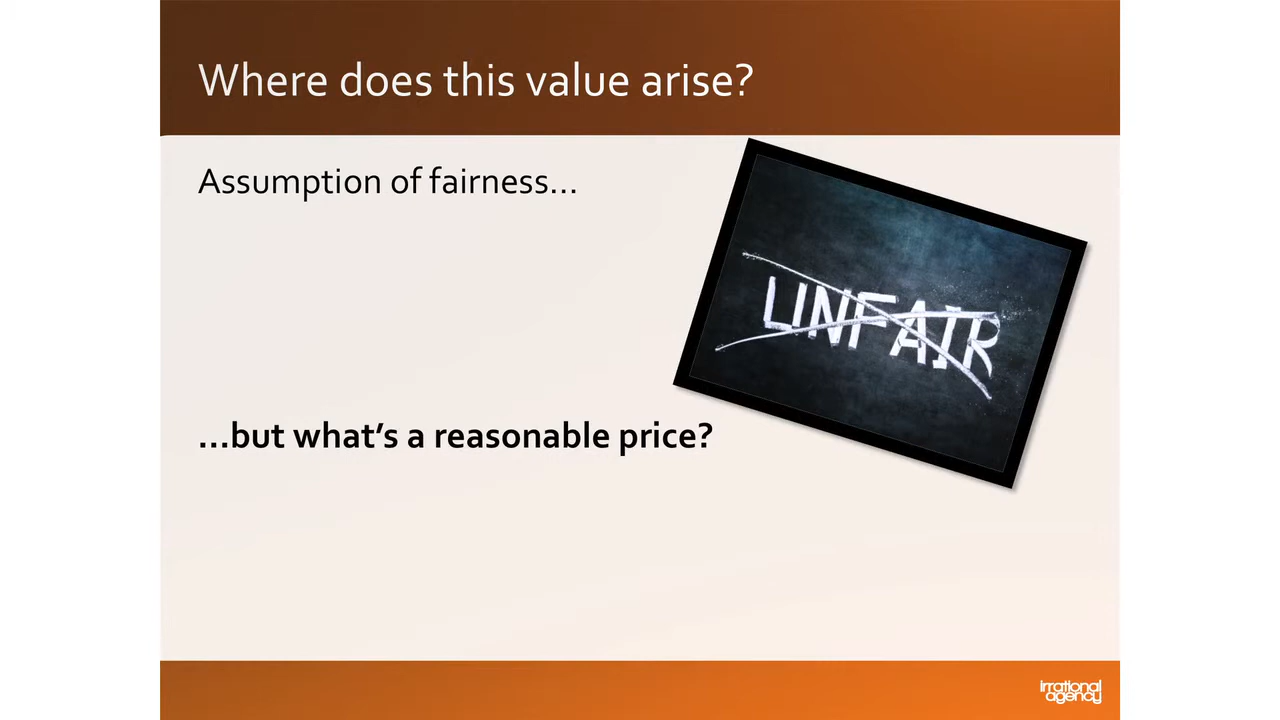 Where does this value arise?
Assumption of fairness...
UNFAIR
...but what's a reasonable price?
irrational
agency